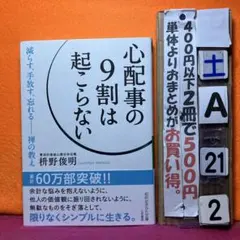 心配事の
9割は
起こらない
減らす、手放す、忘れる――禅の教え
枡野俊明
累計60万部突破!!
余計な悩みを抱えないように、
他人の価値観に振り回されないように、
無駄なものをそぎ落として、
限りなくシンプルに生きる。
400円以下2冊で500円
単体よりおまとめがお買い得。
土
A
21
2